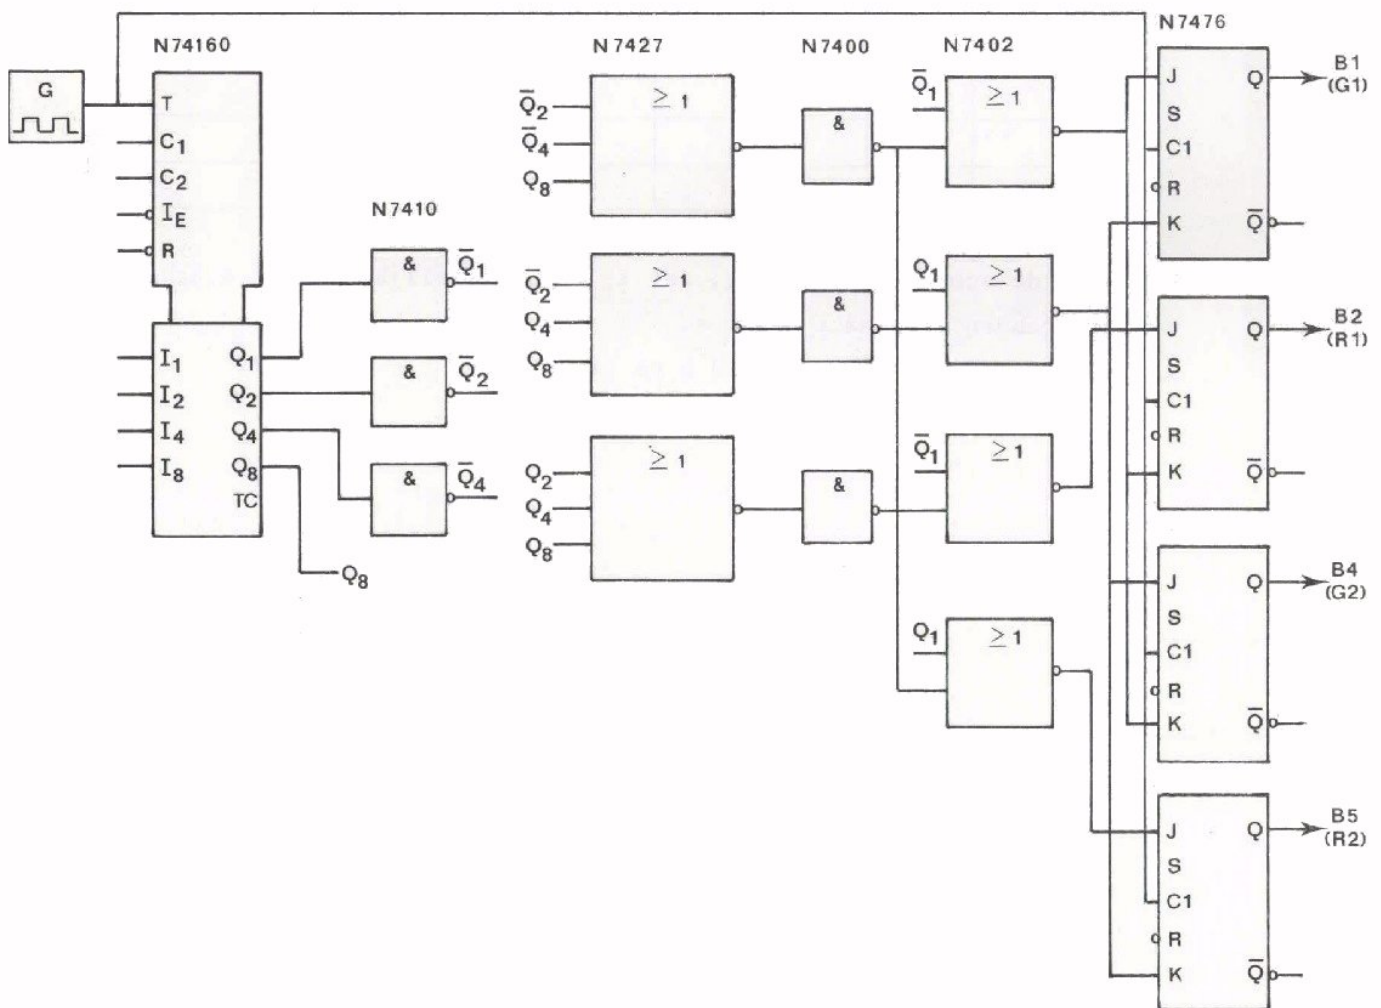 N74160
N7410
N7427
N7400
N7402
N7476
G
T
C1
C2
IE
R
I1
I2
I4
I8
Q1
Q2
Q4
Q8
TC
Q8
&
Q̅1
&
Q̅2
&
Q̅4
Q̅2
Q̅4
Q8
≥ 1
Q̅2
Q4
Q8
≥ 1
Q2
Q4
Q8
≥ 1
&
&
&
Q̅1
≥ 1
Q1
≥ 1
Q̅1
≥ 1
Q1
≥ 1
J
S
C1
R
K
Q
Q̅
B1
(G1)
J
S
C1
R
K
Q
Q̅
B2
(R1)
J
S
C1
R
K
Q
Q̅
B4
(G2)
J
S
C1
R
K
Q
Q̅
B5
(R2)